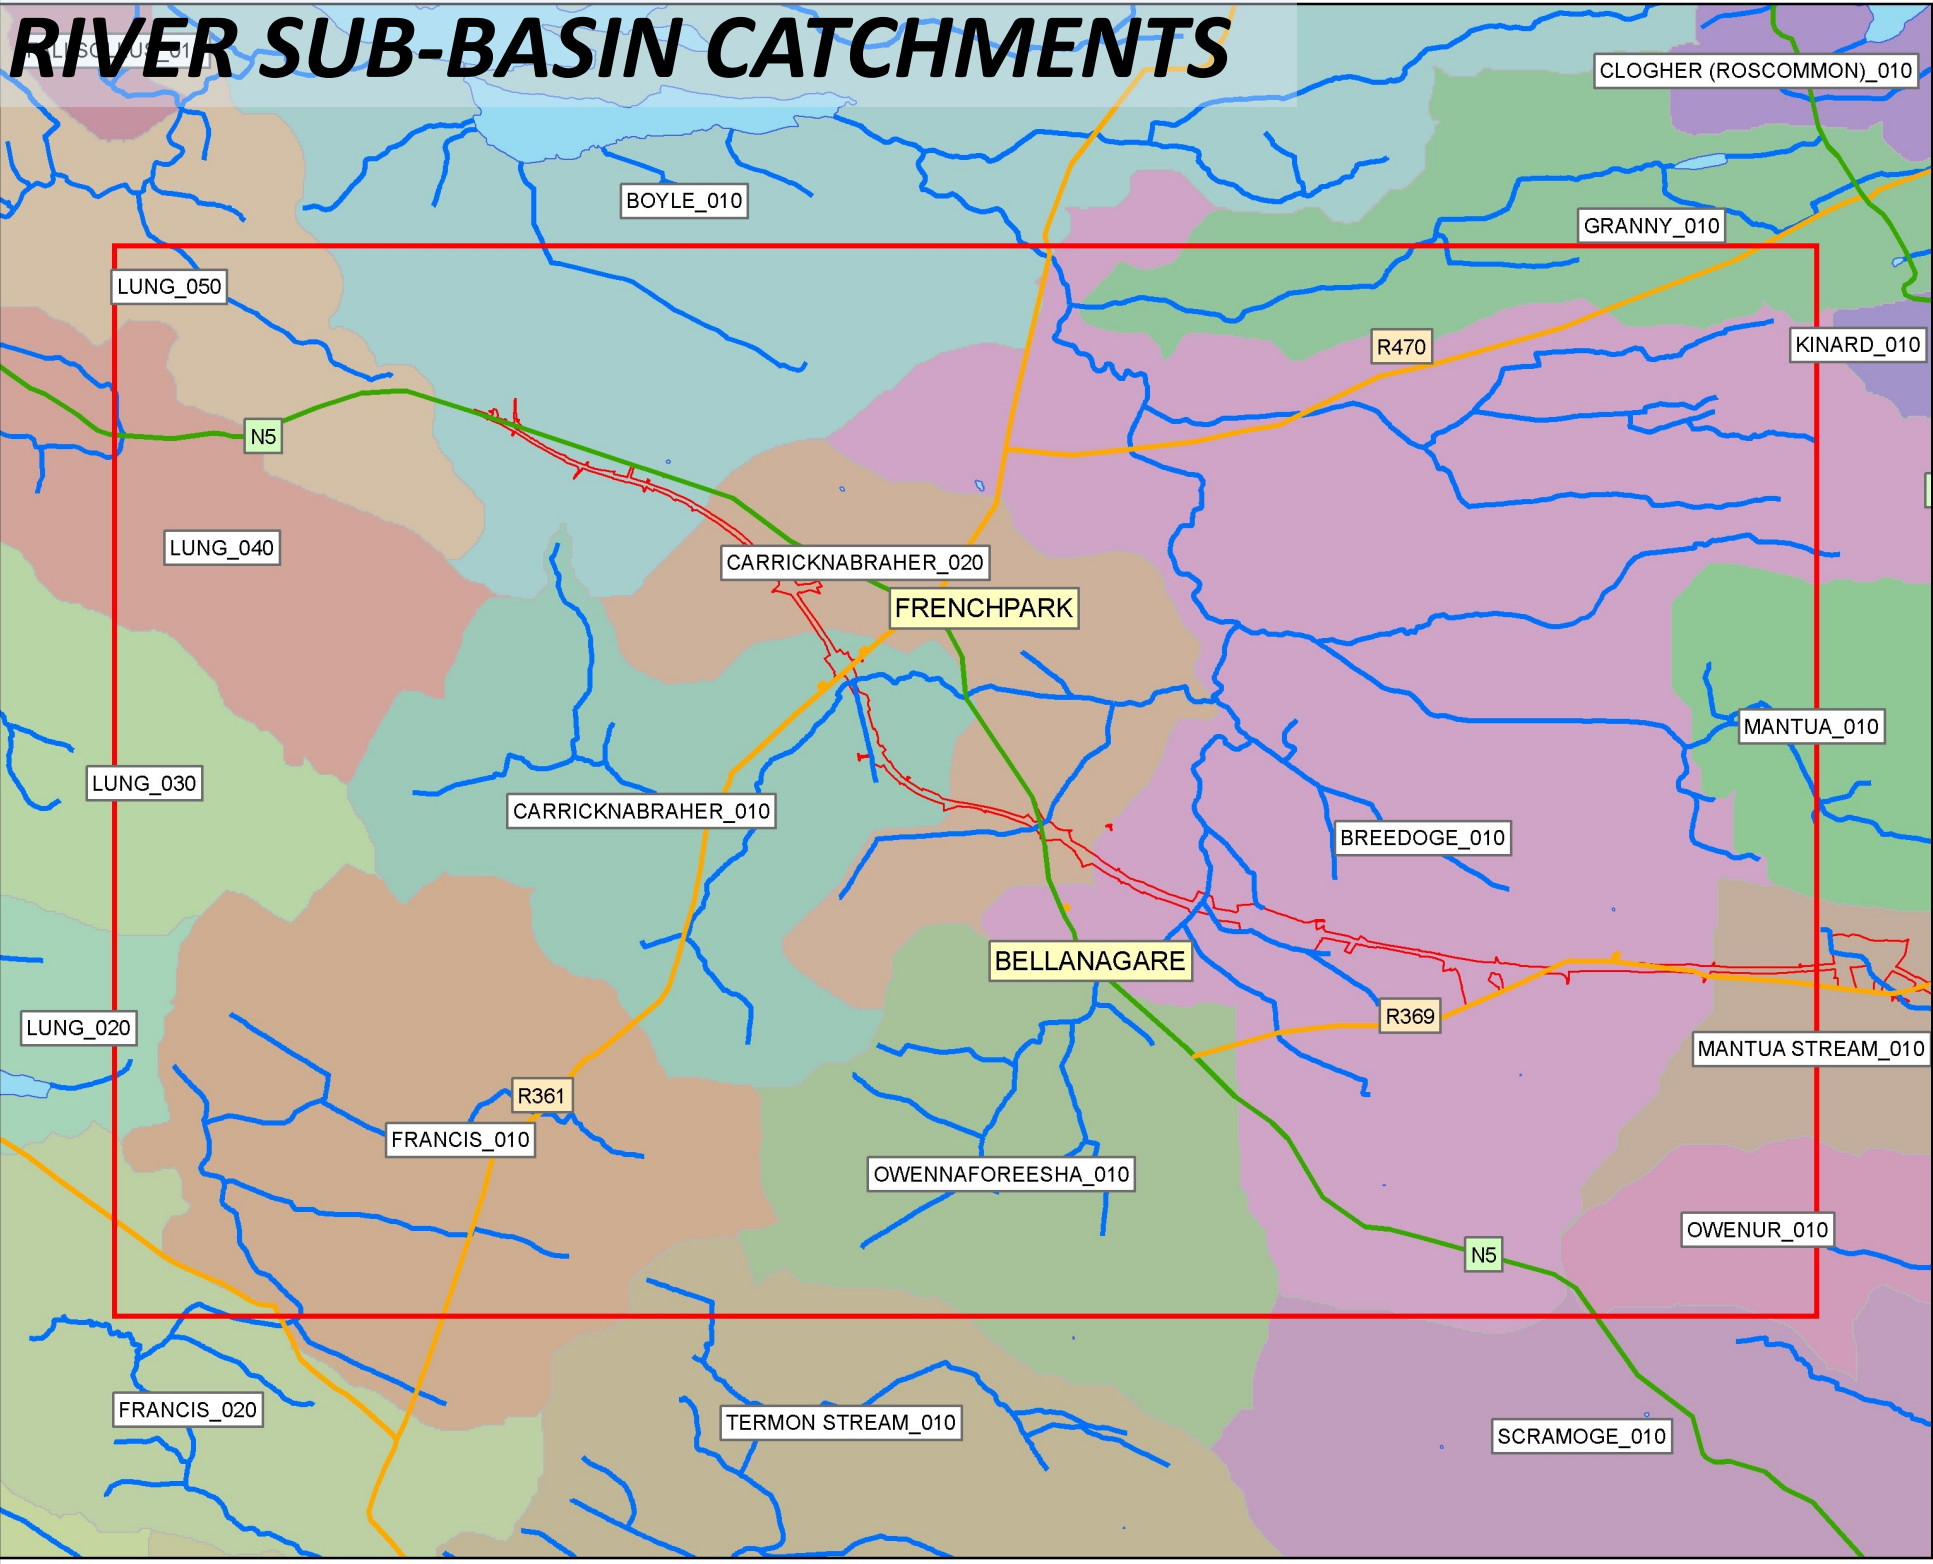 RIVER SUB-BASIN CATCHMENTS
CLOGHER (ROSCOMMON)_010
BOYLE_010
GRANNY_010
LUNG_050
R470
KINARD_010
N5
LUNG_040
CARRICKNABRAHER_020
FRENCHPARK
MANTUA_010
LUNG_030
CARRICKNABRAHER_010
BREEDOGE_010
BELLANAGARE
R369
LUNG_020
MANTUA STREAM_010
R361
FRANCIS_010
OWENNAFOREESHA_010
OWENUR_010
N5
FRANCIS_020
TERMON STREAM_010
SCRAMOGE_010